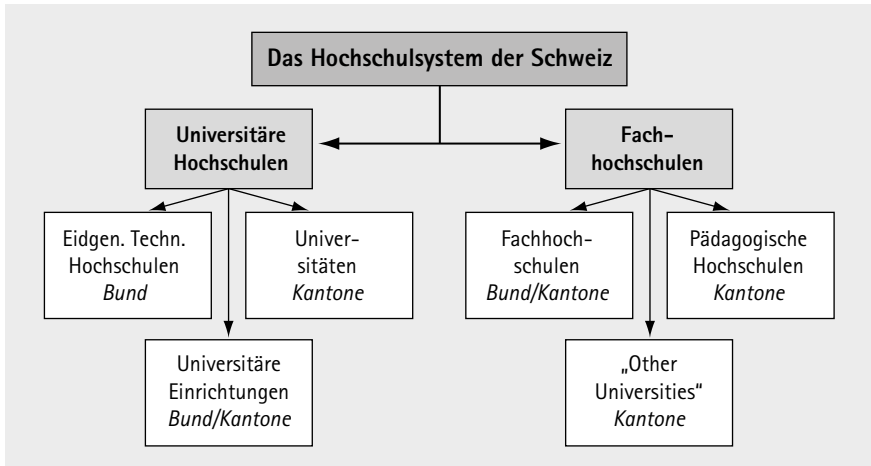 Das Hochschulsystem der Schweiz
Universitäre
Hochschulen
Fach-
hochschulen
Eidgen. Techn.
Hochschulen
Bund
Univer-
sitäten
Kantone
Fachhoch-
schulen
Bund/Kantone
Pädagogische
Hochschulen
Kantone
Universitäre
Einrichtungen
Bund/Kantone
„Other
Universities“
Kantone